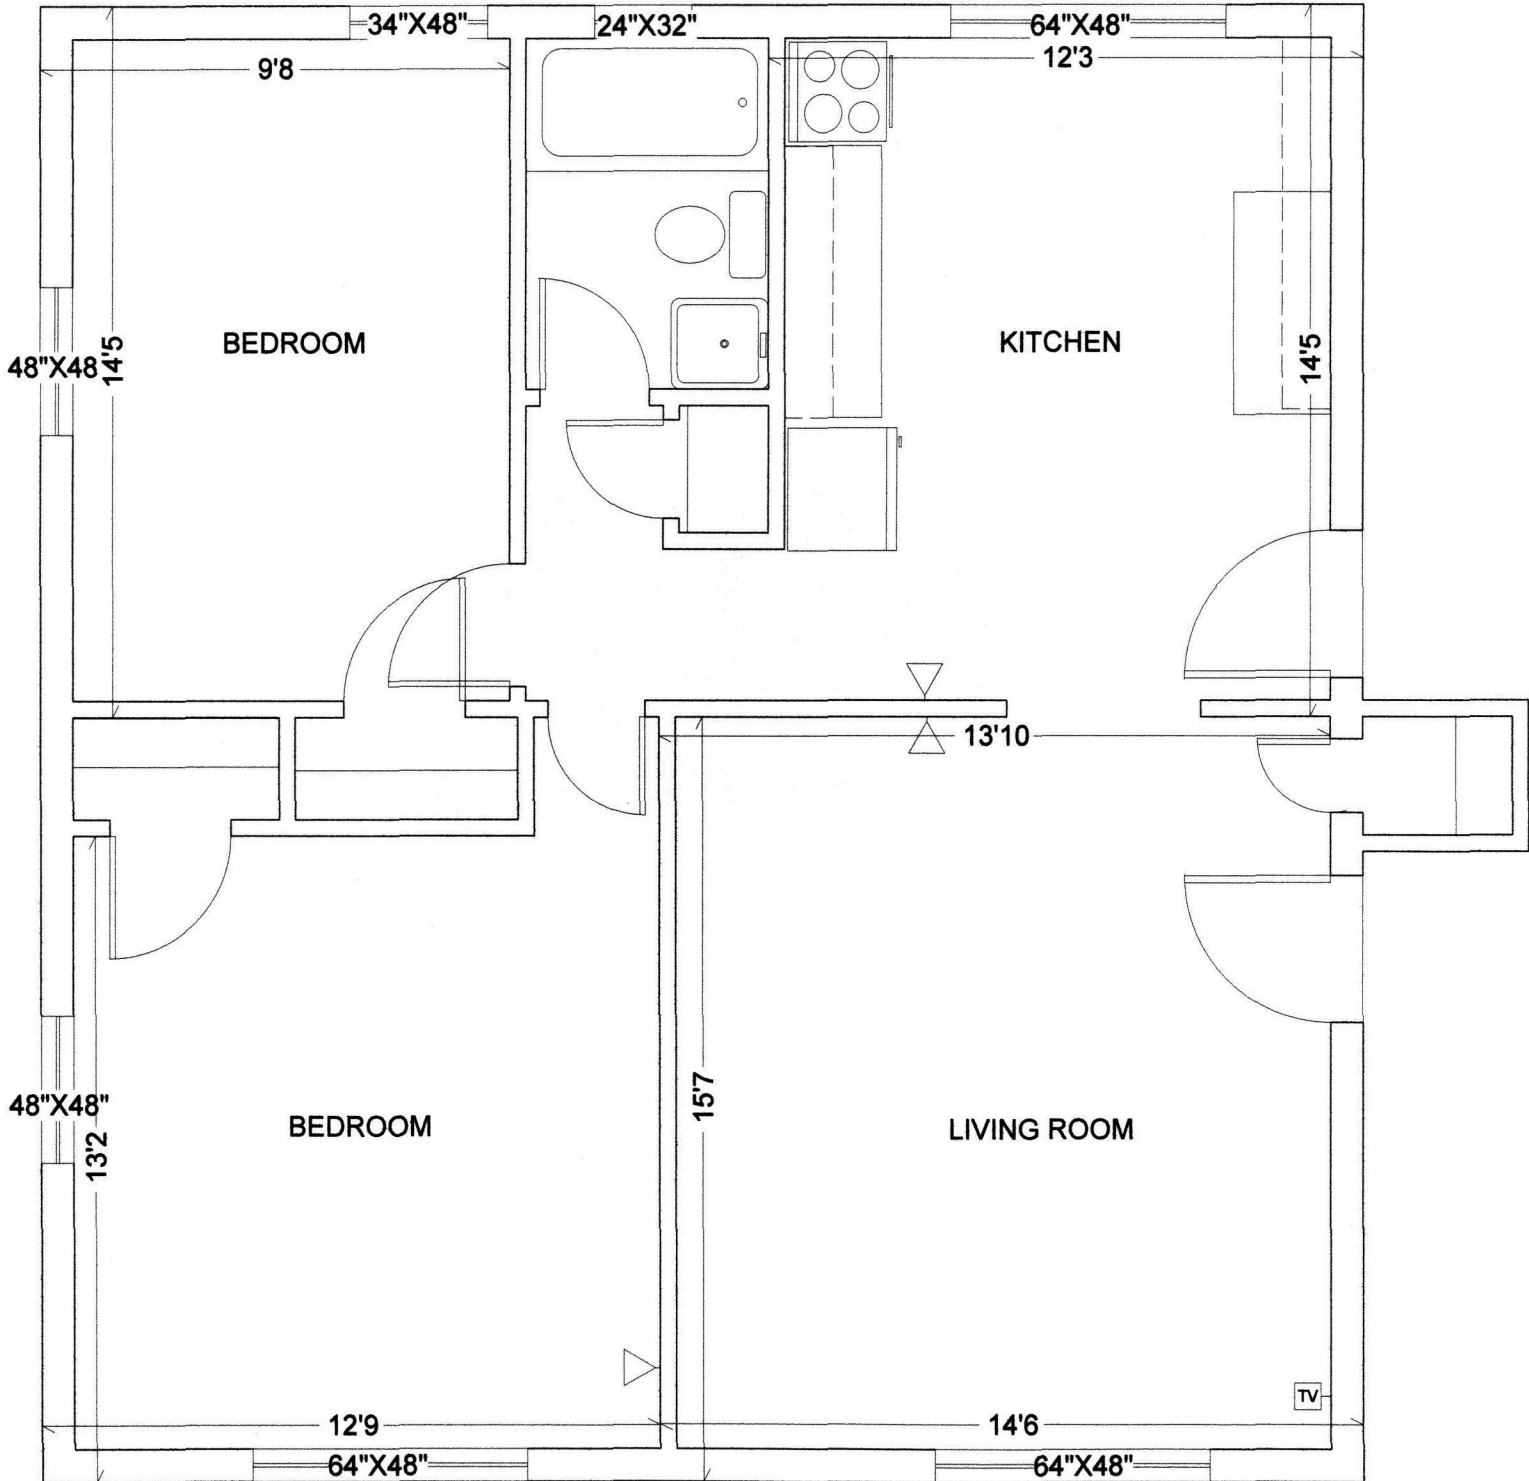 34"X48"
24"X32"
64"X48"
9'8
12'3
BEDROOM
KITCHEN
48"X48
14'5
14'5
13'10
15'7
48"X48"
13'2
BEDROOM
LIVING ROOM
TV
12'9
14'6
64"X48"
64"X48"